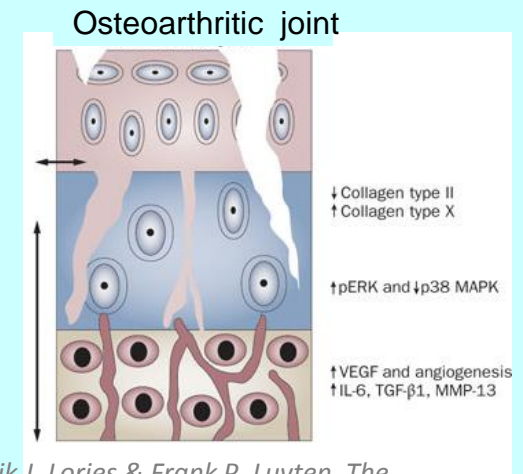 Osteoarthritic joint
↓Collagen type II
↑Collagen type X
↑pERK and ↓p38 MAPK
↑VEGF and angiogenesis
↑IL-6, TGF-β1, MMP-13
J. Lories & Frank P. Luyten. The